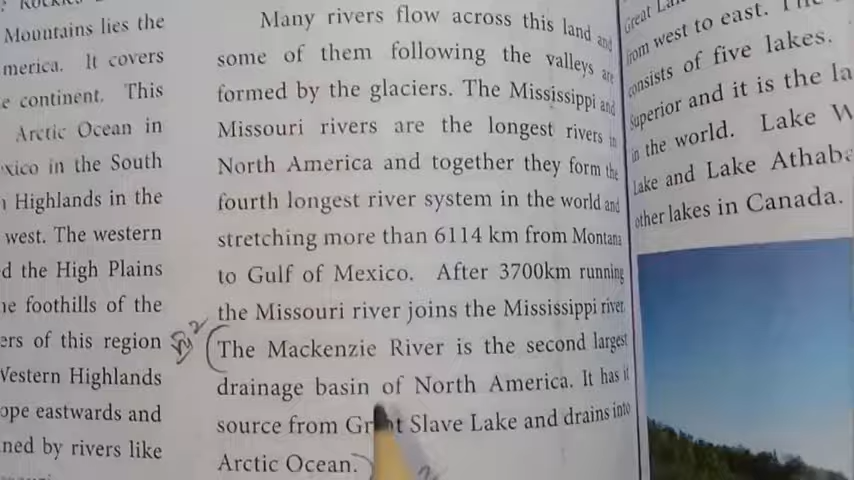 Mountains lies the
merica. It covers
e continent. This
Arctic Ocean in
xico in the South
Highlands in the
west. The western
d the High Plains
he foothills of the
ers of this region
Western Highlands
ope eastwards and
ned by rivers like
Many rivers flow across this land and
some of them following the valleys are
formed by the glaciers. The Mississippi and
Missouri rivers are the longest rivers in
North America and together they form the
fourth longest river system in the world and
stretching more than 6114 km from Montana
to Gulf of Mexico. After 3700km running
the Missouri river joins the Mississippi river.
The Mackenzie River is the second largest
drainage basin of North America. It has it
source from Great Slave Lake and drains into
Arctic Ocean.
Great Lak
from west to east. The
consists of five lakes.
Superior and it is the la
in the world. Lake W
Lake and Lake Athaba
other lakes in Canada.